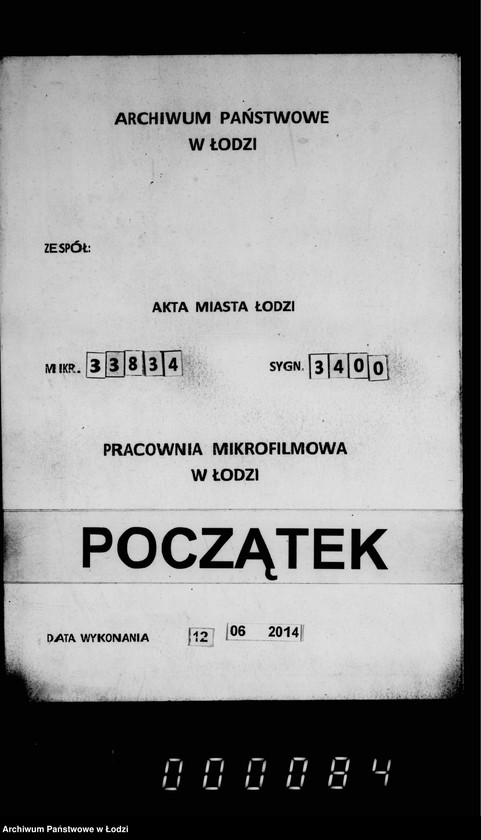 ARCHIWUM PAŃSTWOWE
W ŁODZI
ZESPÓŁ:
AKTA MIASTA ŁODZI
MIKR. 33834 SYGN. 3400
PRACOWNIA MIKROFILMOWA
W ŁODZI
POCZĄTEK
DATA WYKONANIA 12 06 2014
000084
Archiwum Państwowe w Łodzi